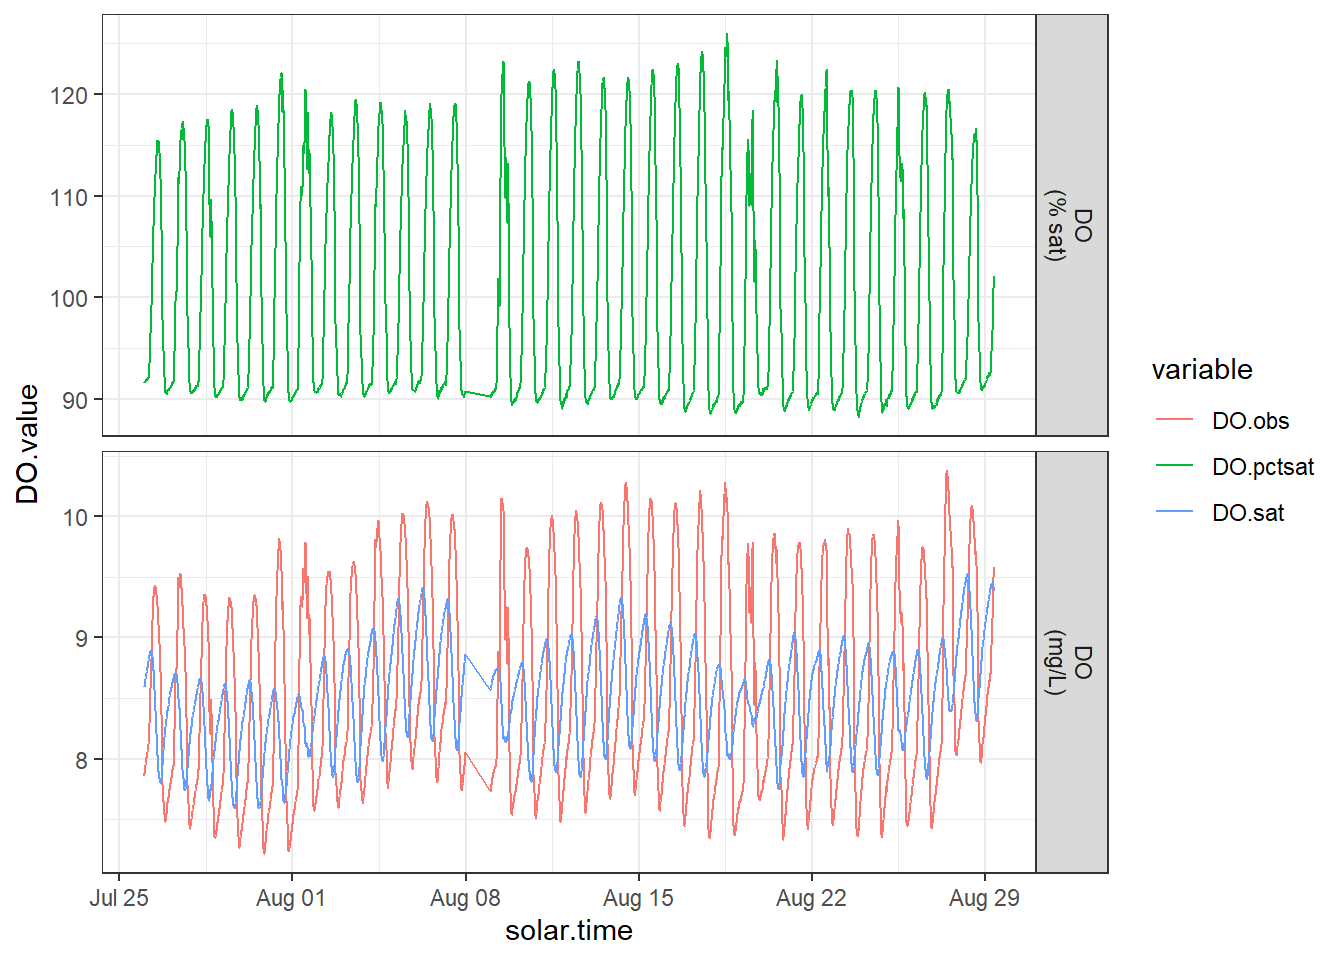 120
110
100
90
DO
(% sat)
DO.value
10
9
8
DO
(mg/L)
Jul 25
Aug 01
Aug 08
Aug 15
Aug 22
Aug 29
solar.time
variable
DO.obs
DO.pctsat
DO.sat